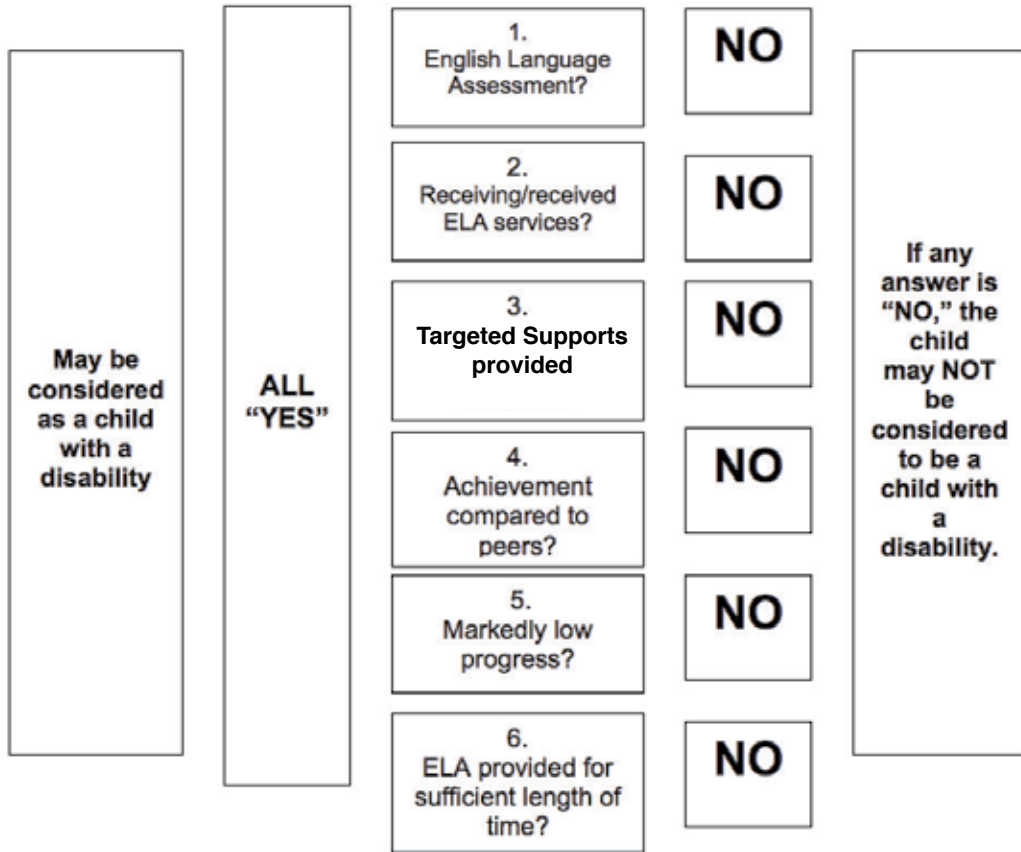 May be
considered
as a child
with a
disability
ALL
“YES”
1.
English Language
Assessment?
NO
2.
Receiving/received
ELA services?
NO
3.
Targeted Supports
provided
NO
4.
Achievement
compared to
peers?
NO
5.
Markedly low
progress?
NO
6.
ELA provided for
sufficient length of
time?
NO
If any
answer is
“NO,” the
child
may NOT
be
considered
to be a
child with
a
disability.